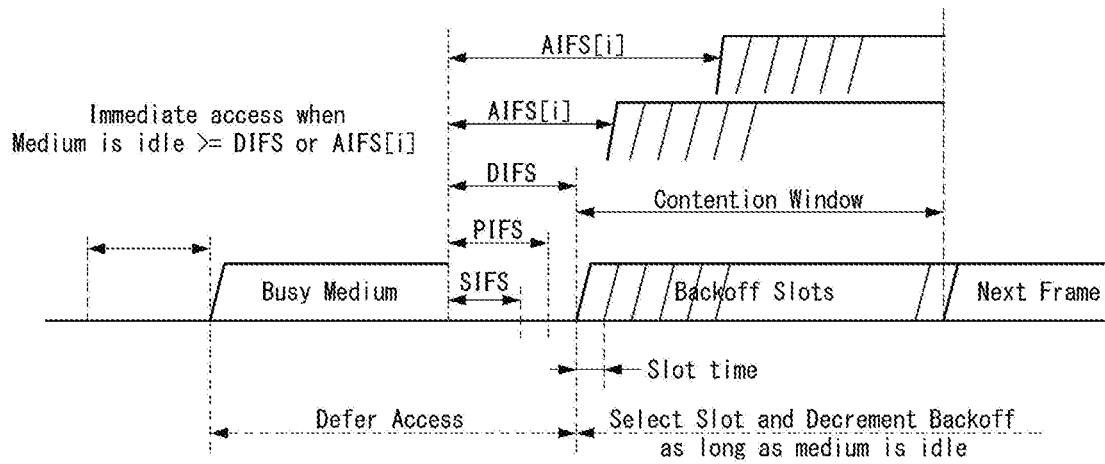 AIFS[i]
Immediate access when
Medium is idle >= DIFS or AIFS[i]
AIFS[i]
DIFS
Contention Window
PIFS
SIFS
Busy Medium
Backoff Slots
Next Frame
Slot time
Defer Access
Select Slot and Decrement Backoff
as long as medium is idle